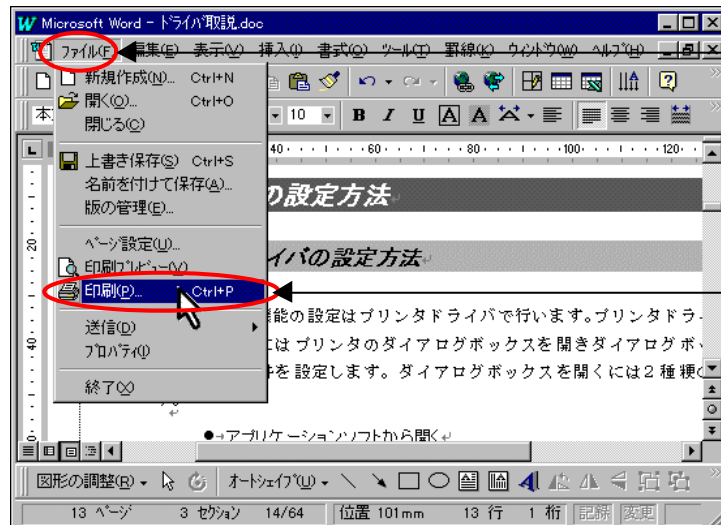 Microsoft Word - ﾄﾞﾗｲﾊﾞ取説.doc
ﾌｧｲﾙ(F) 編集(E) 表示(V) 挿入(I) 書式(O) ﾂｰﾙ(T) 罫線(K) ｳｨﾝﾄﾞｳ(W) ﾍﾙﾌﾟ(H)
新規作成(N)... Ctrl+N
開く(O)... Ctrl+O
閉じる(C)
本 10 B I U A A
上書き保存(S) Ctrl+S
名前を付けて保存(A)...
版の管理(E)...
40 60 80 100 120
の設定方法
ﾍﾟｰｼﾞ設定(U)...
印刷ﾌﾟﾚﾋﾞｭｰ(V)
イバの設定方法
印刷(P)... Ctrl+P
能の設定はプリンタドライバで行います。プリンタドラ
送信(D)
はプリンタのダイアログボックスを開きダイアログボ
ﾌﾟﾛﾊﾟﾃｨ(I)
を設定します。ダイアログボックスを開くには2種類
終了(X)
●→アプリケーションソフトから開く
図形の調整(R) ｵｰﾄｼｪｲﾌﾟ(U)
13 ﾍﾟｰｼﾞ 3 ｾｸｼｮﾝ 14/64 位置 101mm 13 行 1 桁 記録 変更